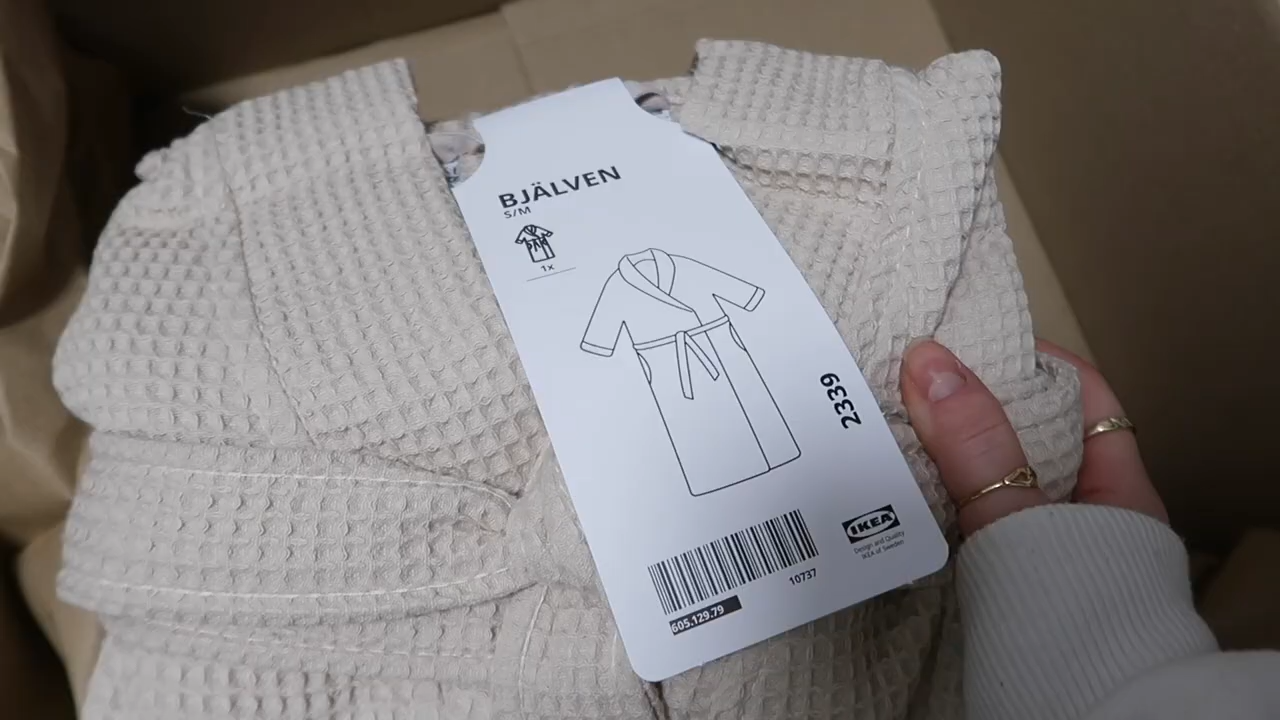 BJÄLVEN
S/M
1x
2339
10737
605.129.79
IKEA
Design and Quality
IKEA of Sweden